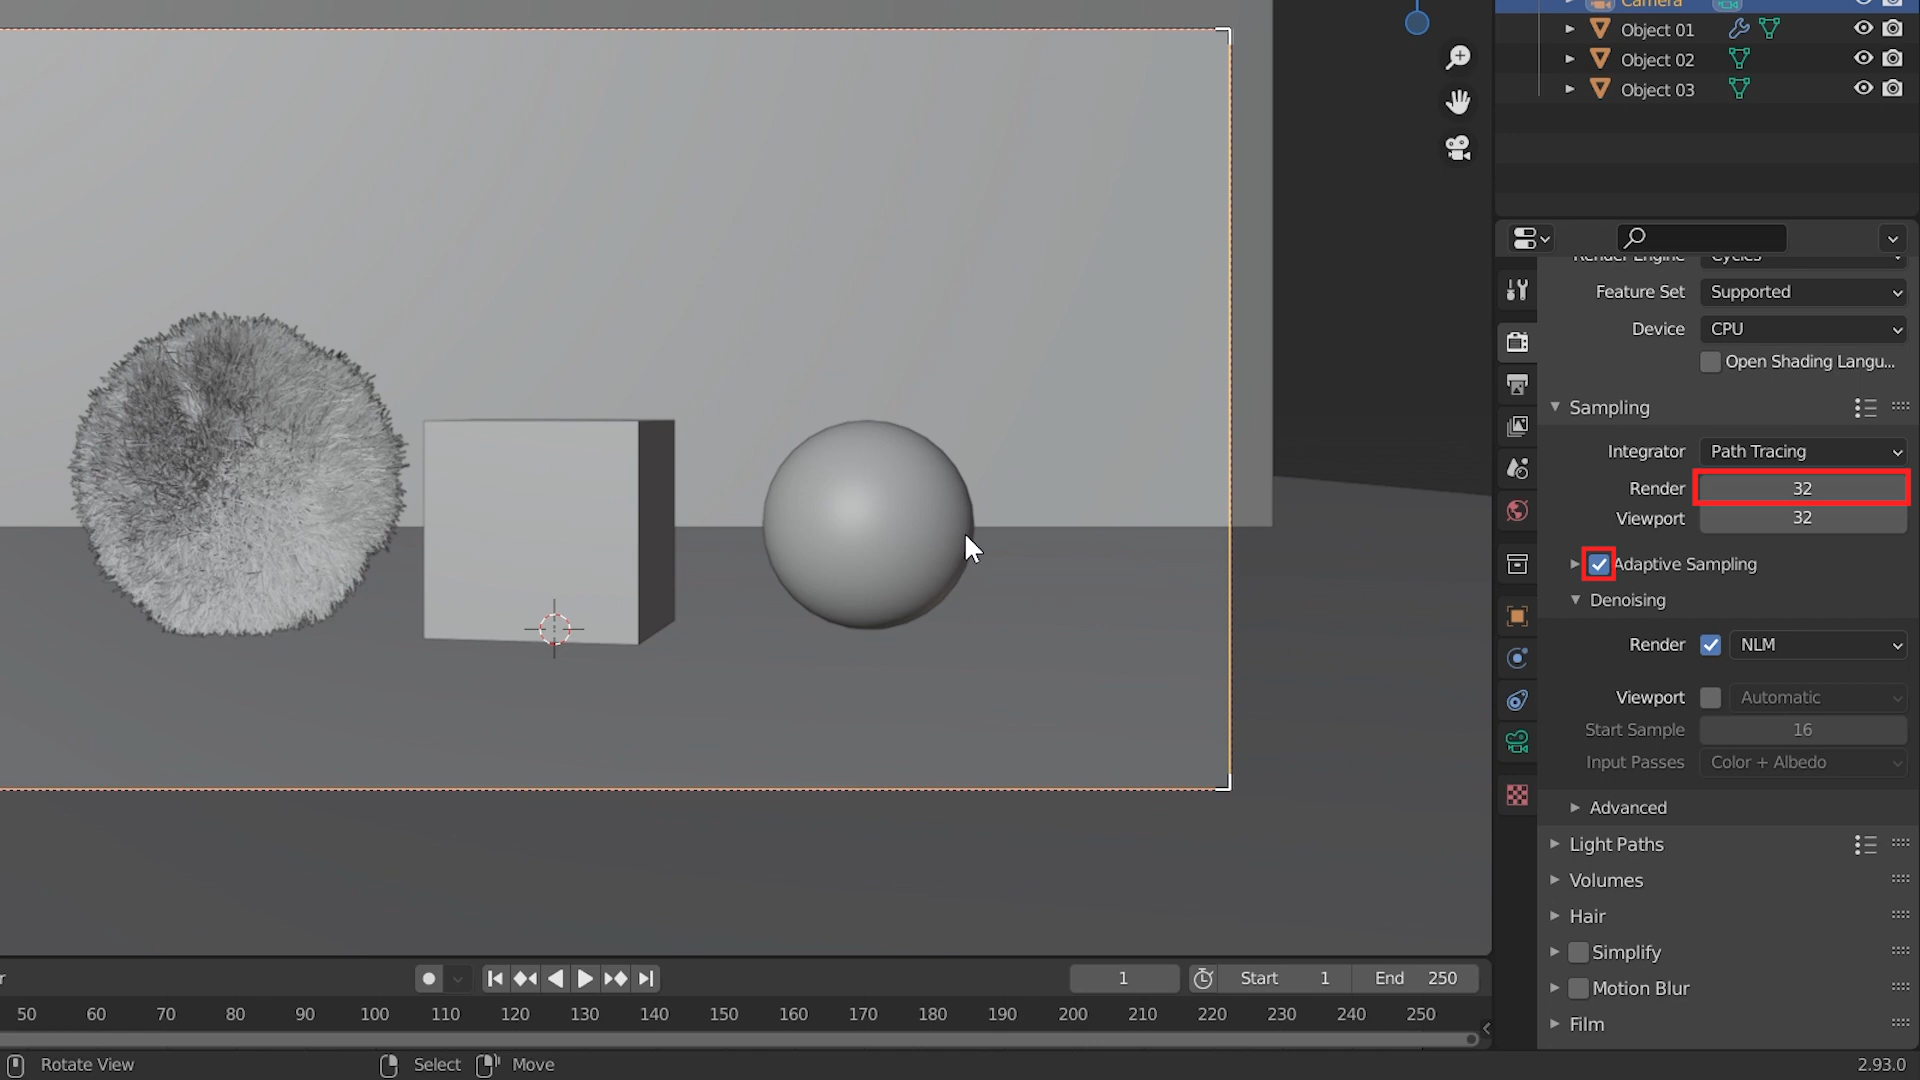 Camera
Object 01
Object 02
Object 03
Render Engine Cycles
Feature Set Supported
Device CPU
Open Shading Langu...
Sampling
Integrator Path Tracing
Render 32
Viewport 32
Adaptive Sampling
Denoising
Render NLM
Viewport Automatic
Start Sample 16
Input Passes Color + Albedo
Advanced
Light Paths
Volumes
Hair
Simplify
Motion Blur
Film
r 1 Start 1 End 250
50 60 70 80 90 100 110 120 130 140 150 160 170 180 190 200 210 220 230 240 250
Rotate View Select Move 2.93.0